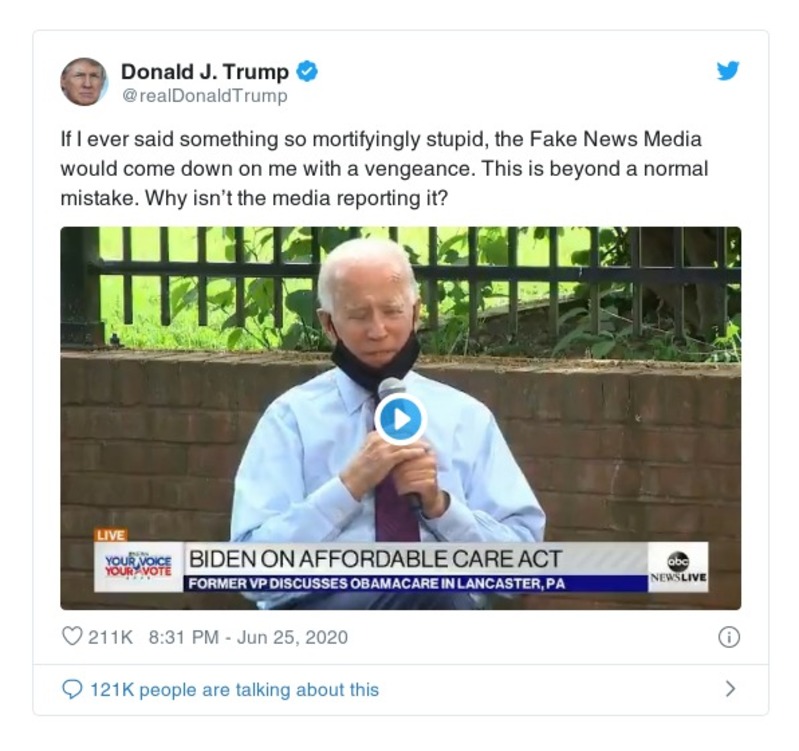 Donald J. Trump
@realDonaldTrump
If I ever said something so mortifyingly stupid, the Fake News Media
would come down on me with a vengeance. This is beyond a normal
mistake. Why isn’t the media reporting it?
LIVE
YOUR VOICE
YOUR VOTE
BIDEN ON AFFORDABLE CARE ACT
FORMER VP DISCUSSES OBAMACARE IN LANCASTER, PA
abc
NEWS LIVE
211K 8:31 PM - Jun 25, 2020
121K people are talking about this